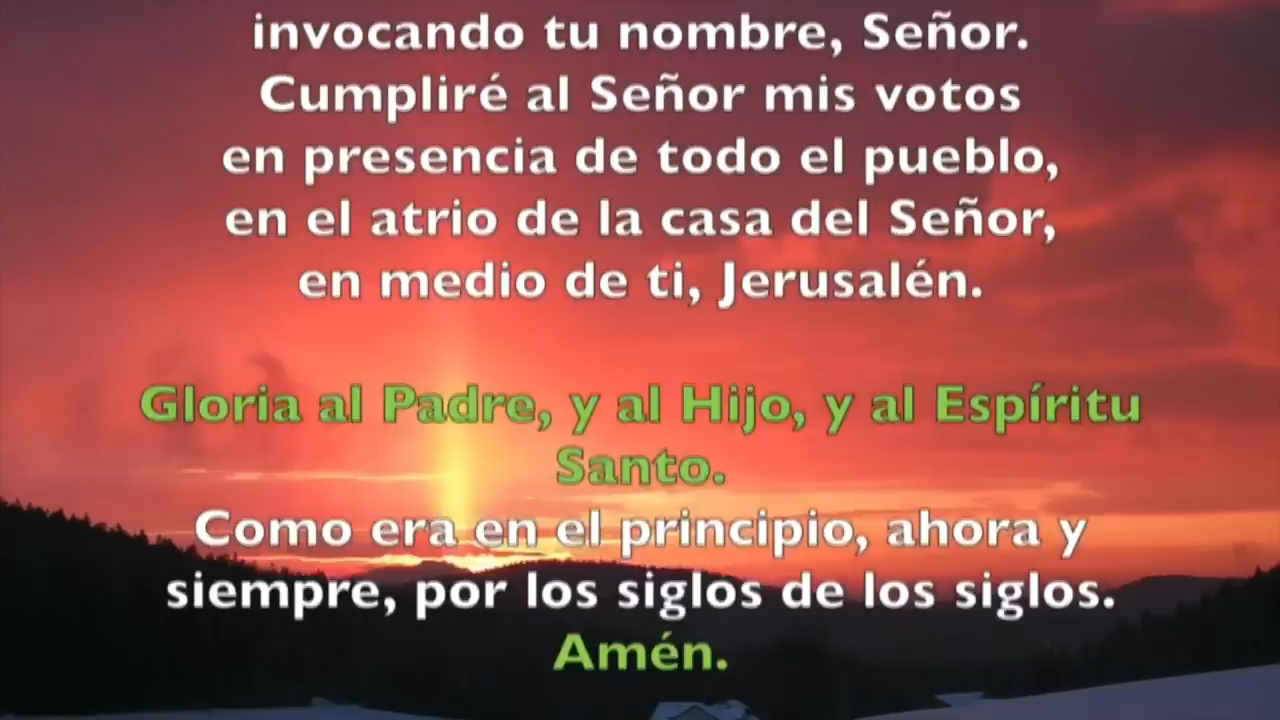 invocando tu nombre, Señor.
Cumpliré al Señor mis votos
en presencia de todo el pueblo,
en el atrio de la casa del Señor,
en medio de ti, Jerusalén.
Gloria al Padre, y al Hijo, y al Espíritu
Santo.
Como era en el principio, ahora y
siempre, por los siglos de los siglos.
Amén.